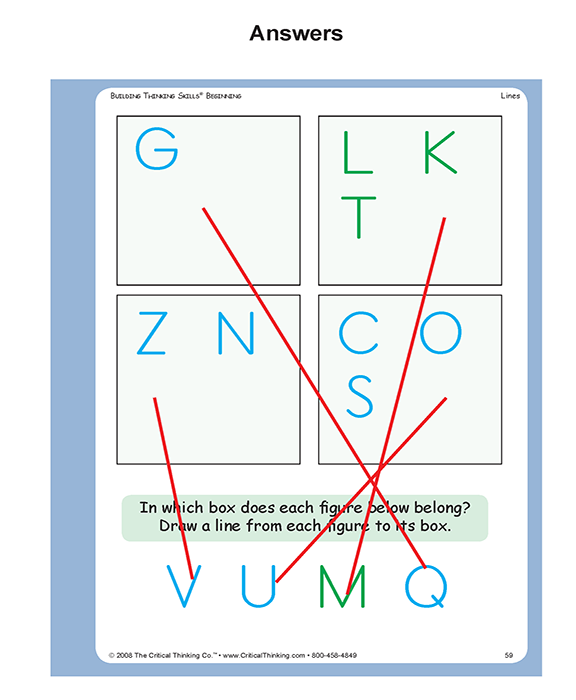 Answers
BUILDING THINKING SKILLS® BEGINNING
Lines
G
L K
T
Z N
C O
S
In which box does each figure below belong?
Draw a line from each figure to its box.
V U M Q
© 2008 The Critical Thinking Co.™ • www.CriticalThinking.com • 800-458-4849
59